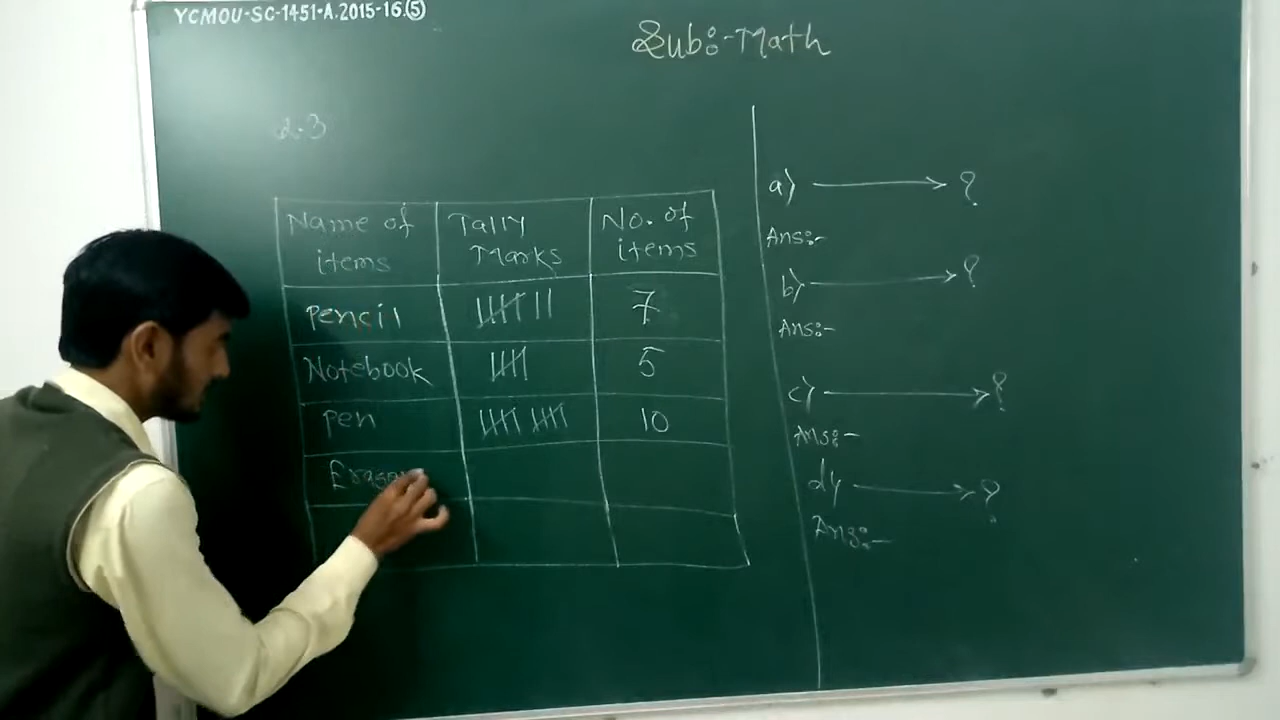 YCMOU-SC-1451-A.2015-16.(5)
Sub:-Math
2.3
Name of items Tally Marks No. of items
Pencil 7
Notebook 5
Pen 10
a) ?
Ans:-
b) ?
Ans:-
c) ?
Ans:-
d) ?
Ans:-